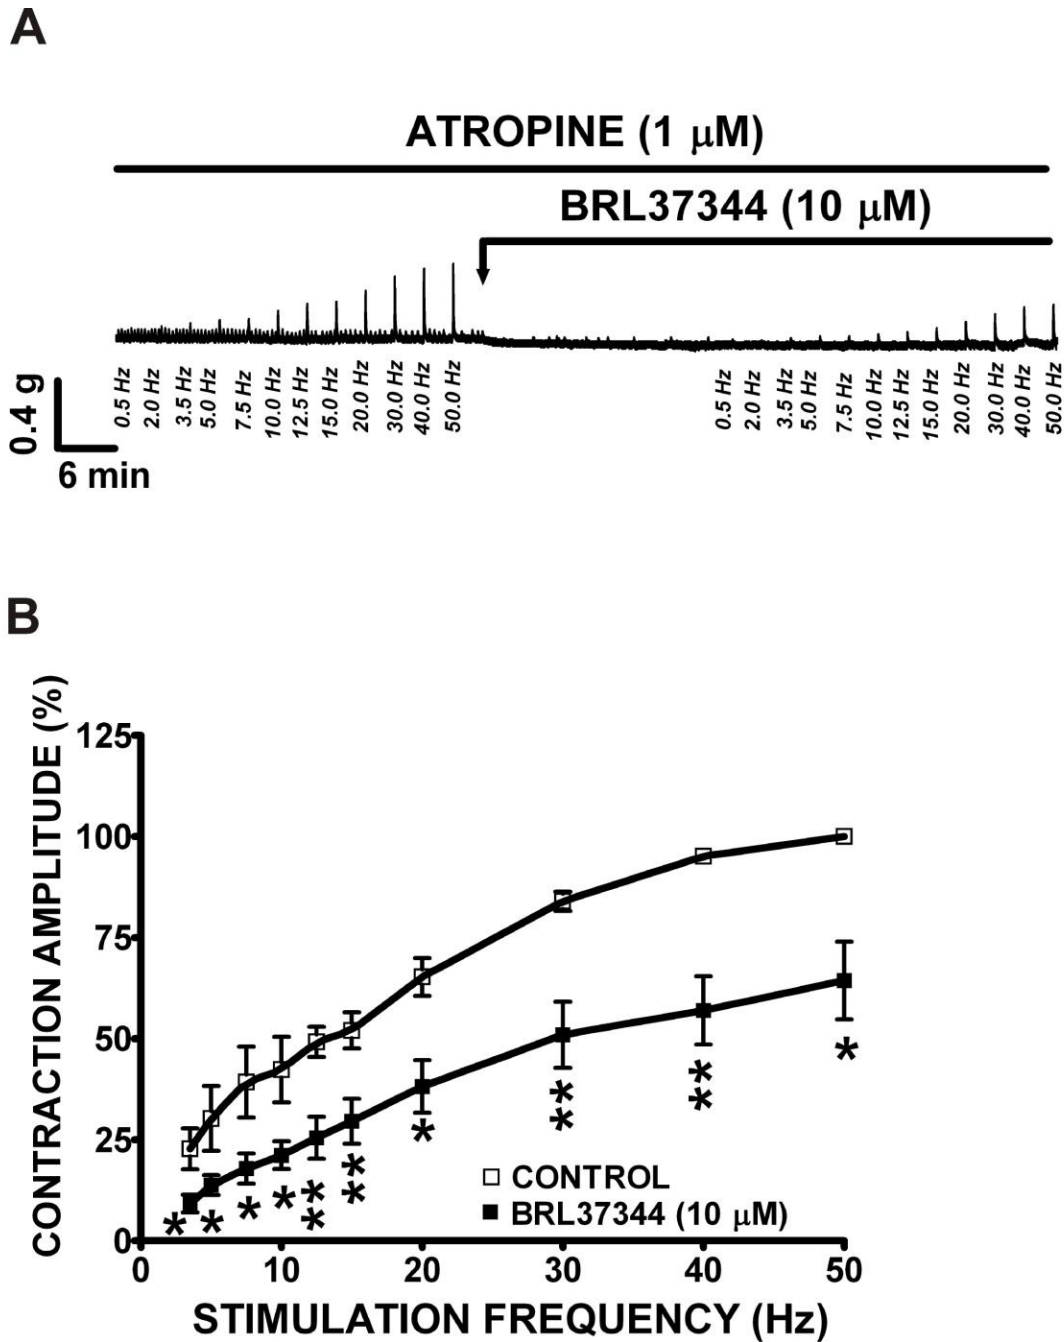 A
ATROPINE (1 μM)
BRL37344 (10 μM)
0.5 Hz 2.0 Hz 3.5 Hz 5.0 Hz 7.5 Hz 10.0 Hz 12.5 Hz 15.0 Hz 20.0 Hz 30.0 Hz 40.0 Hz 50.0 Hz 0.5 Hz 2.0 Hz 3.5 Hz 5.0 Hz 7.5 Hz 10.0 Hz 12.5 Hz 15.0 Hz 20.0 Hz 30.0 Hz 40.0 Hz 50.0 Hz
0.4 g
6 min
B
CONTRACTION AMPLITUDE (%)
125
100
75
50
25
0
* * * * ** ** * ** ** *
CONTROL
BRL37344 (10 μM)
0 10 20 30 40 50
STIMULATION FREQUENCY (Hz)